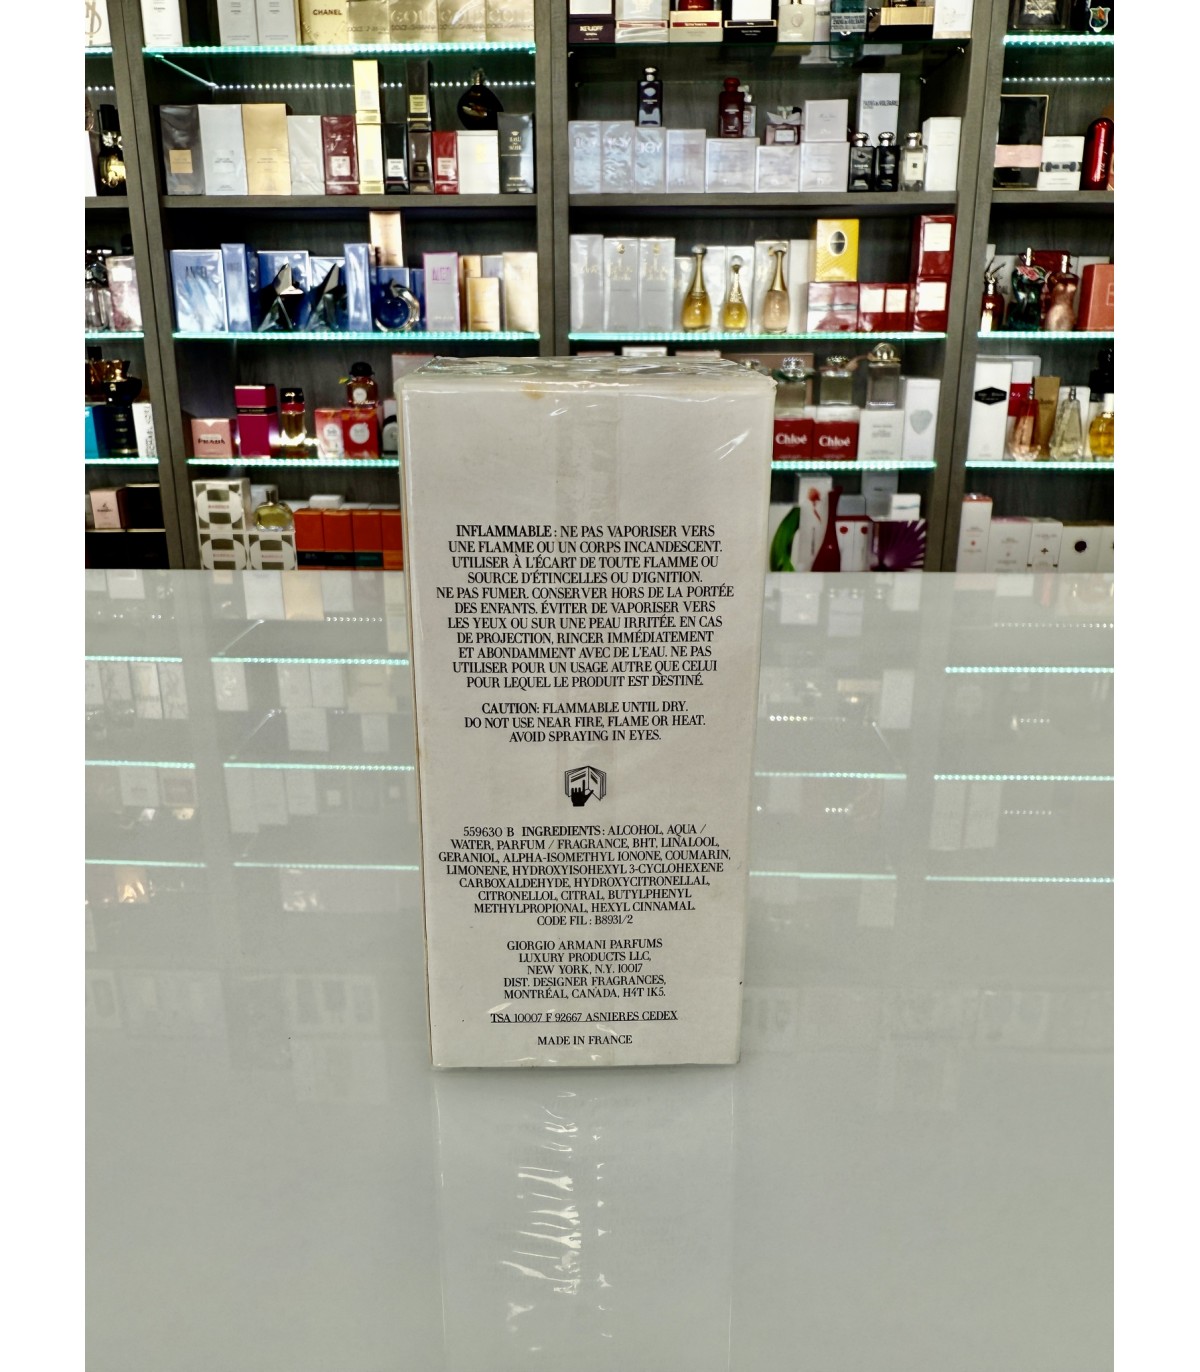 CHANEL
ANGEL
PRADA
Chloé
Chloé
INFLAMMABLE : NE PAS VAPORISER VERS
UNE FLAMME OU UN CORPS INCANDESCENT.
UTILISER À L'ÉCART DE TOUTE FLAMME OU
SOURCE D'ÉTINCELLES OU D'IGNITION.
NE PAS FUMER. CONSERVER HORS DE LA PORTÉE
DES ENFANTS. ÉVITER DE VAPORISER VERS
LES YEUX OU SUR UNE PEAU IRRITÉE. EN CAS
DE PROJECTION, RINCER IMMÉDIATEMENT
ET ABONDAMMENT AVEC DE L'EAU. NE PAS
UTILISER POUR UN USAGE AUTRE QUE CELUI
POUR LEQUEL LE PRODUIT EST DESTINÉ.
CAUTION: FLAMMABLE UNTIL DRY.
DO NOT USE NEAR FIRE, FLAME OR HEAT.
AVOID SPRAYING IN EYES.
559630 B INGREDIENTS : ALCOHOL, AQUA /
WATER, PARFUM / FRAGRANCE, BHT, LINALOOL,
GERANIOL, ALPHA-ISOMETHYL IONONE, COUMARIN,
LIMONENE, HYDROXYISOHEXYL 3-CYCLOHEXENE
CARBOXALDEHYDE, HYDROXYCITRONELLAL,
CITRONELLOL, CITRAL, BUTYLPHENYL
METHYLPROPIONAL, HEXYL CINNAMAL.
CODE FIL : B8931/2
GIORGIO ARMANI PARFUMS
LUXURY PRODUCTS LLC,
NEW YORK, N.Y. 10017
DIST. DESIGNER FRAGRANCES,
MONTRÉAL, CANADA, H4T 1K5.
TSA 10007 F 92667 ASNIERES CEDEX
MADE IN FRANCE